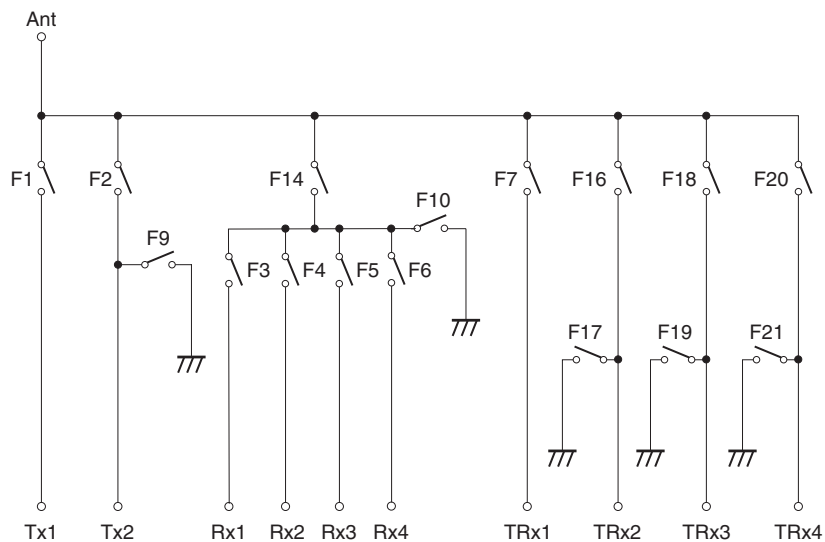 Ant
F1 F2 F14 F7 F16 F18 F20
F10
F9
F3 F4 F5 F6
F17 F19 F21
Tx1 Tx2 Rx1 Rx2 Rx3 Rx4 TRx1 TRx2 TRx3 TRx4